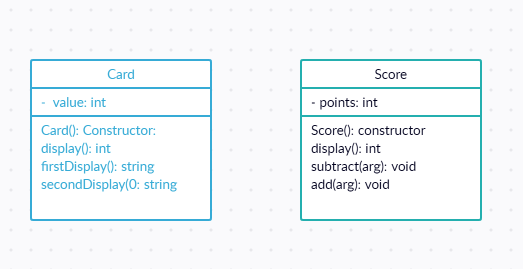 Card
- value: int
Card(): Constructor:
display(): int
firstDisplay(): string
secondDisplay(0: string
Score
- points: int
Score(): constructor
display(): int
subtract(arg): void
add(arg): void